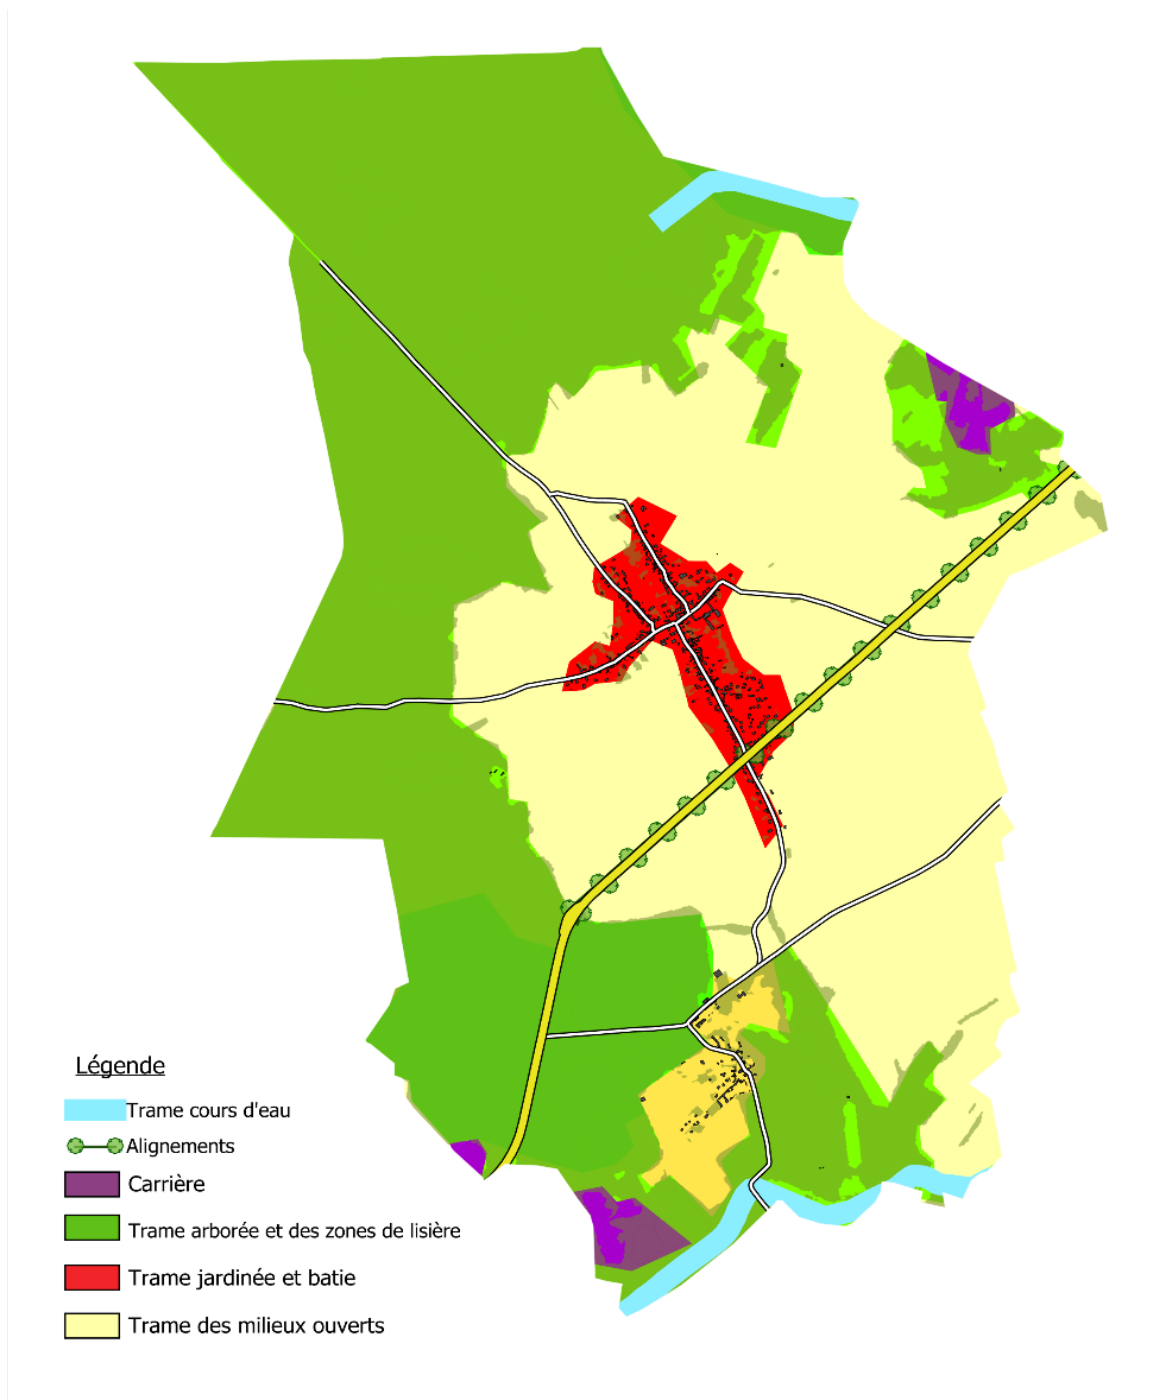 Légende
Trame cours d'eau
Alignements
Carrière
Trame arborée et des zones de lisière
Trame jardinée et batie
Trame des milieux ouverts